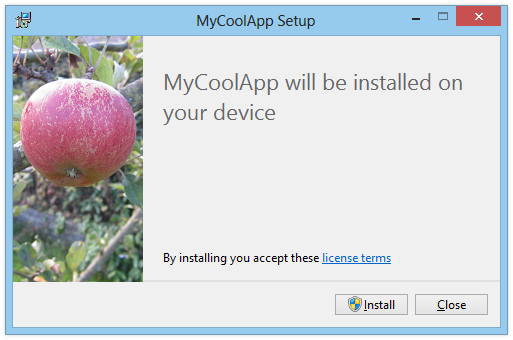 MyCoolApp Setup
MyCoolApp will be installed on
your device
By installing you accept these license terms
Install
Close